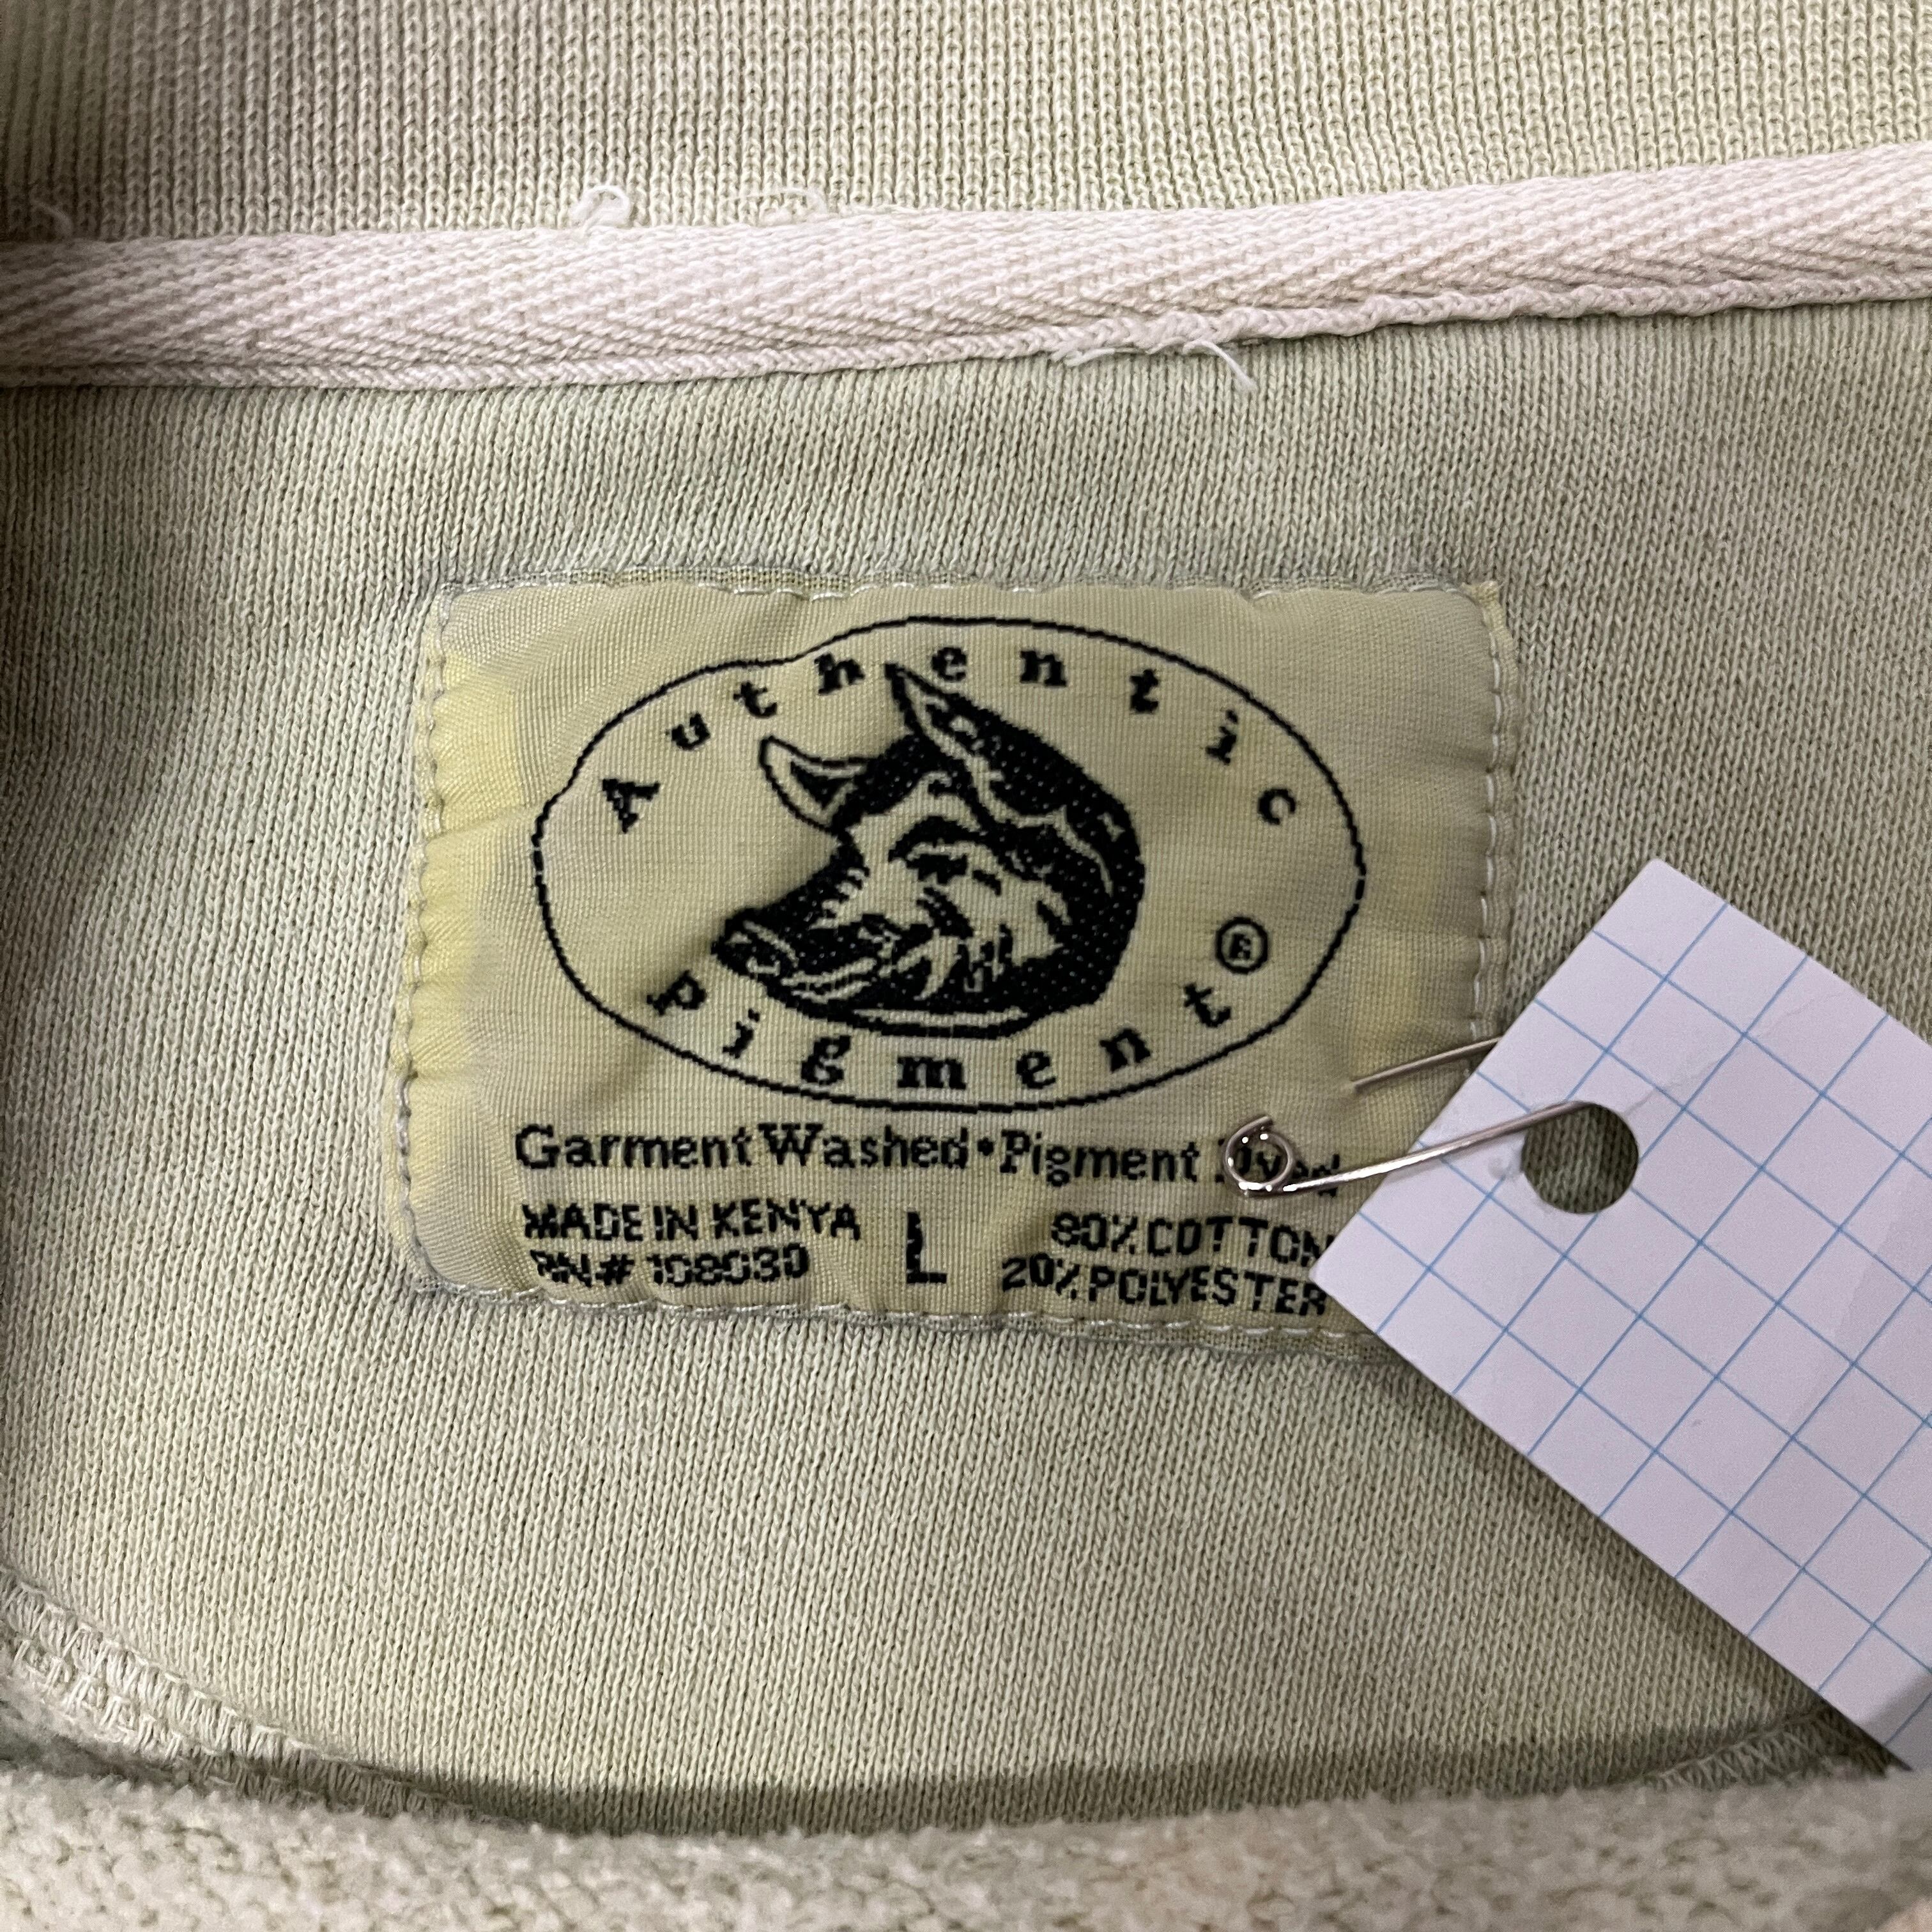 Authentic
Pigment®
Garment Washed•Pigment Dyed
MADE IN KENYA
RN# 108030
L
80% COTTON
20% POLYESTER